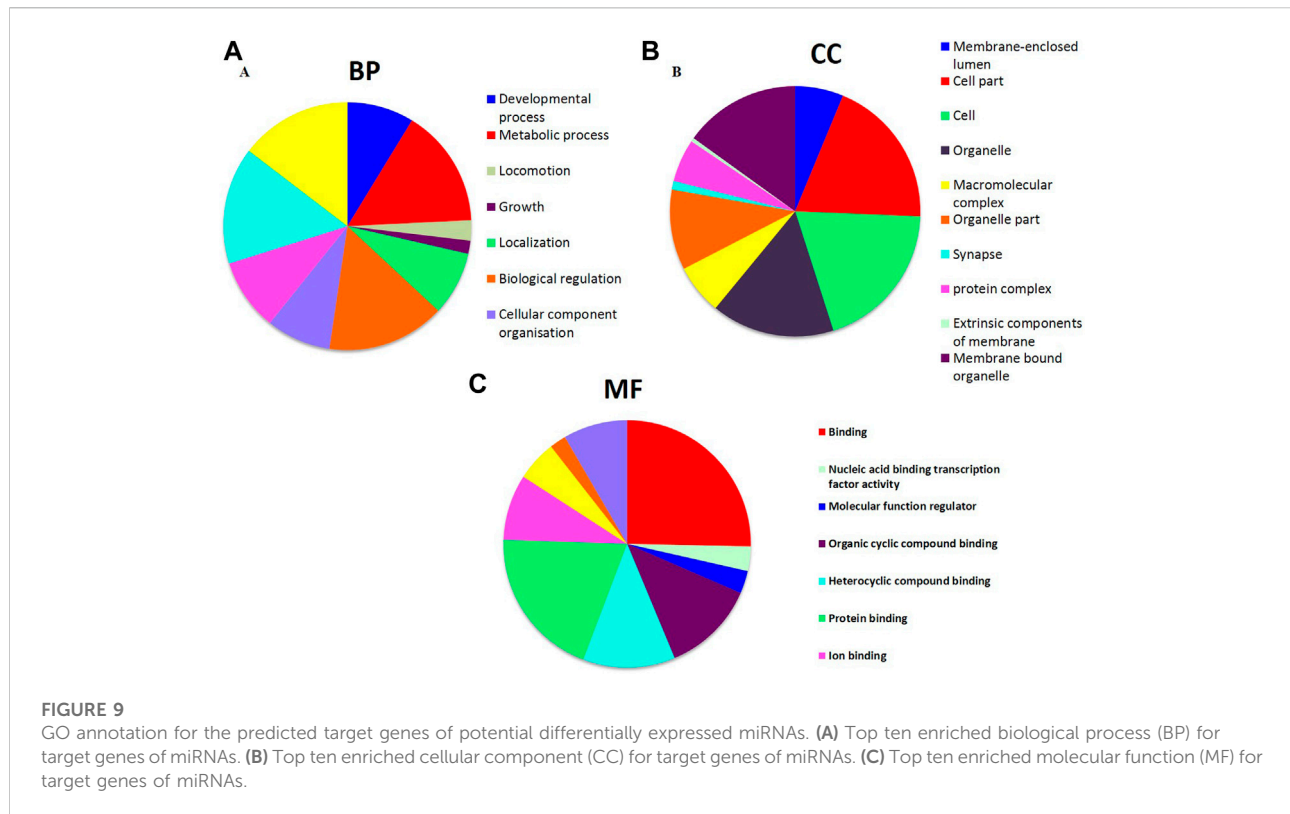 A
A
BP
Developmental
process
Metabolic process
Locomotion
Growth
Localization
Biological regulation
Cellular component
organisation
B
B
CC
Membrane-enclosed
lumen
Cell part
Cell
Organelle
Macromolecular
complex
Organelle part
Synapse
protein complex
Extrinsic components
of membrane
Membrane bound
organelle
C
MF
Binding
Nucleic acid binding transcription
factor activity
Molecular function regulator
Organic cyclic compound binding
Heterocyclic compound binding
Protein binding
Ion binding
FIGURE 9
GO annotation for the predicted target genes of potential differentially expressed miRNAs. (A) Top ten enriched biological process (BP) for
target genes of miRNAs. (B) Top ten enriched cellular component (CC) for target genes of miRNAs. (C) Top ten enriched molecular function (MF) for
target genes of miRNAs.